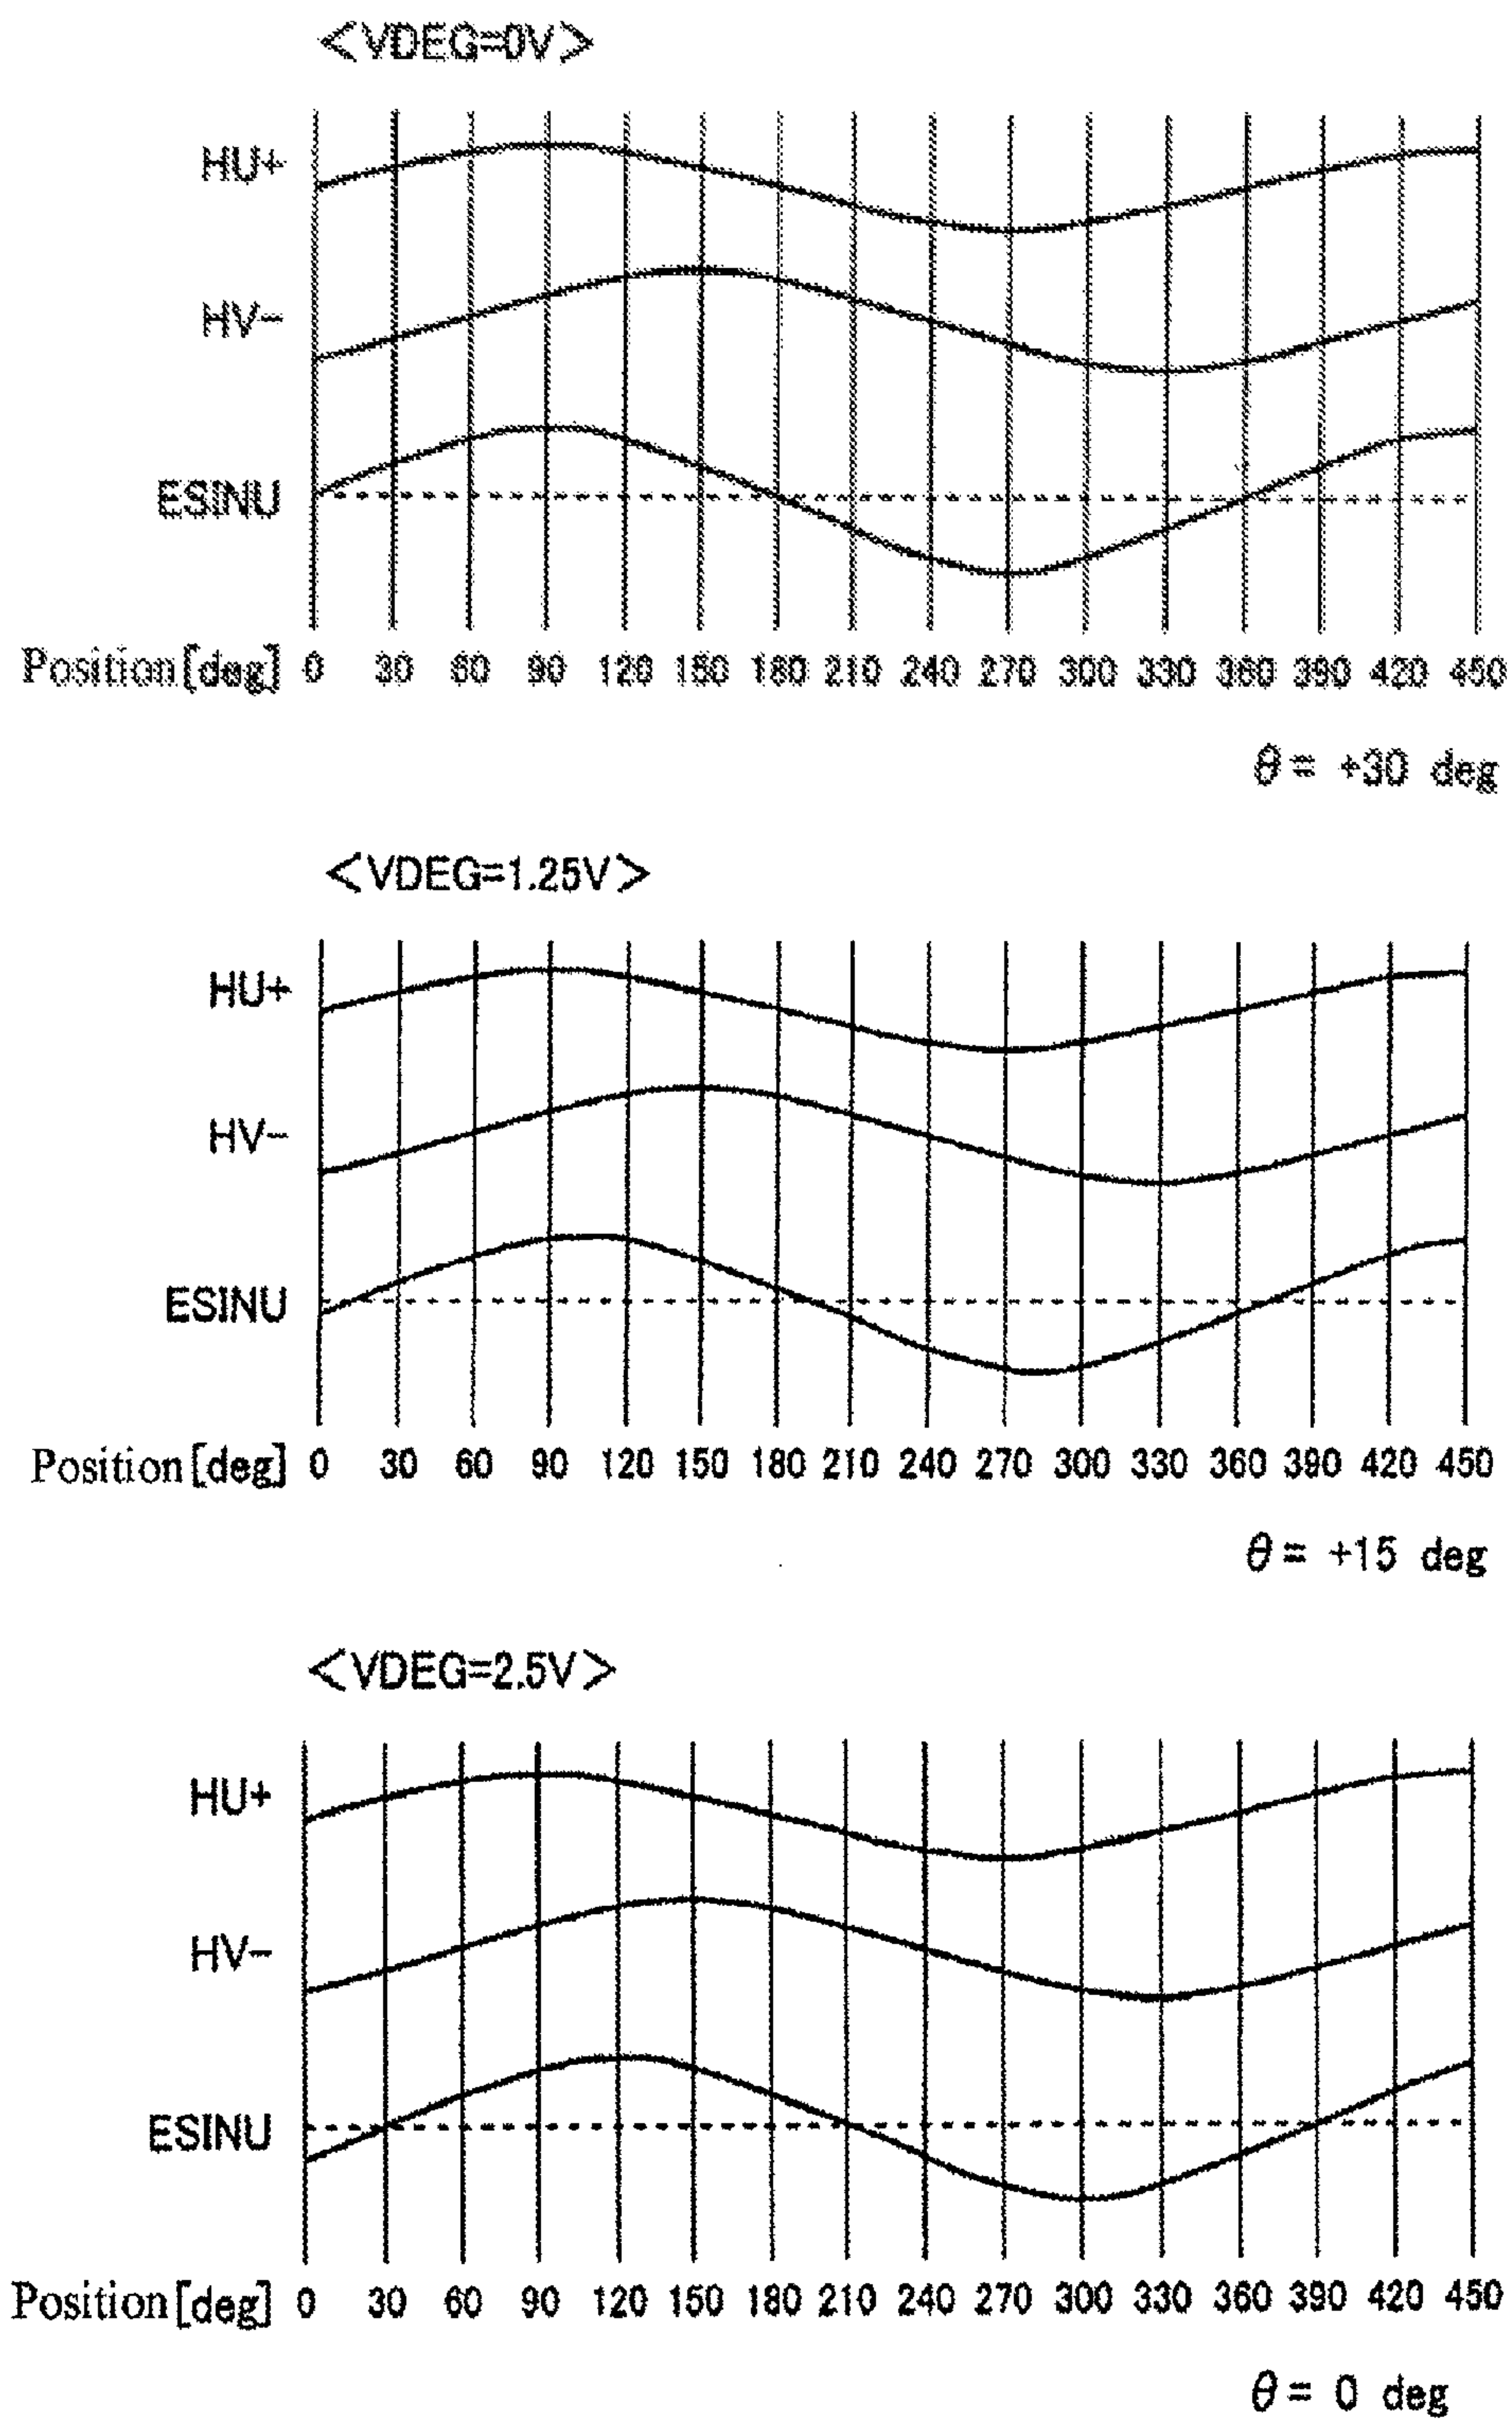 <VDEG=0V>
HU+
HV-
ESINU
Position[deg] 0 30 60 90 120 150 180 210 240 270 300 330 360 390 420 450
θ= +30 deg
<VDEG=1.25V>
HU+
HV-
ESINU
Position[deg] 0 30 60 90 120 150 180 210 240 270 300 330 360 390 420 450
θ= +15 deg
<VDEG=2.5V>
HU+
HV-
ESINU
Position[deg] 0 30 60 90 120 150 180 210 240 270 300 330 360 390 420 450
θ= 0 deg